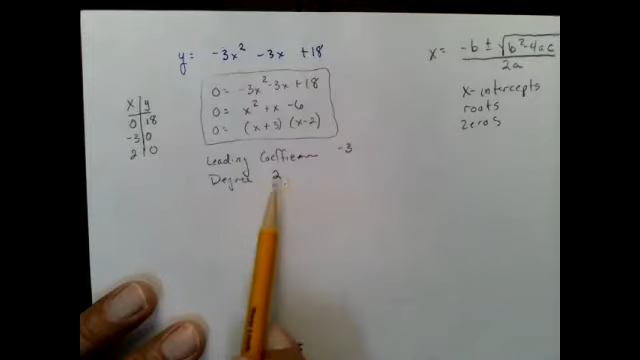 y = -3x² -3x +18
x = -b ± √b²-4ac
2a
0 = -3x²-3x+18
0 = x² + x -6
0 = (x+3) (x-2)
x-intercepts
roots
zeros
x y
0 18
-3 0
2 0
Leading -3
Degree 2